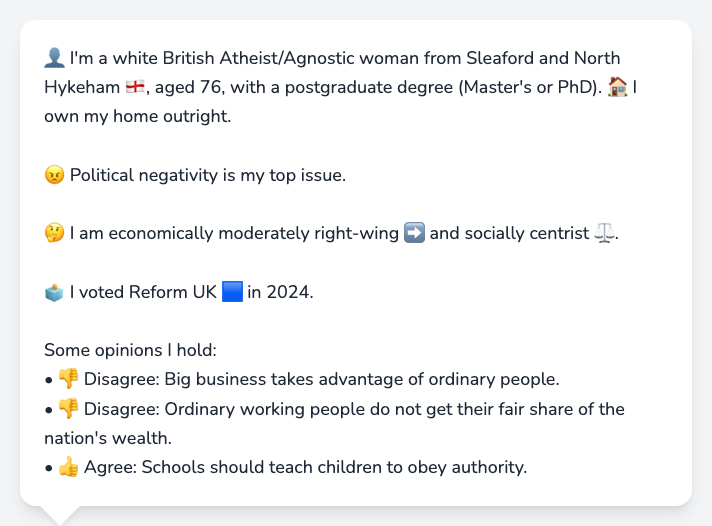 👤 I'm a white British Atheist/Agnostic woman from Sleaford and North
Hykeham 🏴󠁧󠁢󠁥󠁮󠁧󠁿, aged 76, with a postgraduate degree (Master's or PhD). 🏠 I
own my home outright.
😠 Political negativity is my top issue.
🤔 I am economically moderately right-wing ➡️ and socially centrist ⚖️.
🗳️ I voted Reform UK 🟦 in 2024.
Some opinions I hold:
• 👎 Disagree: Big business takes advantage of ordinary people.
• 👎 Disagree: Ordinary working people do not get their fair share of the
nation's wealth.
• 👍 Agree: Schools should teach children to obey authority.